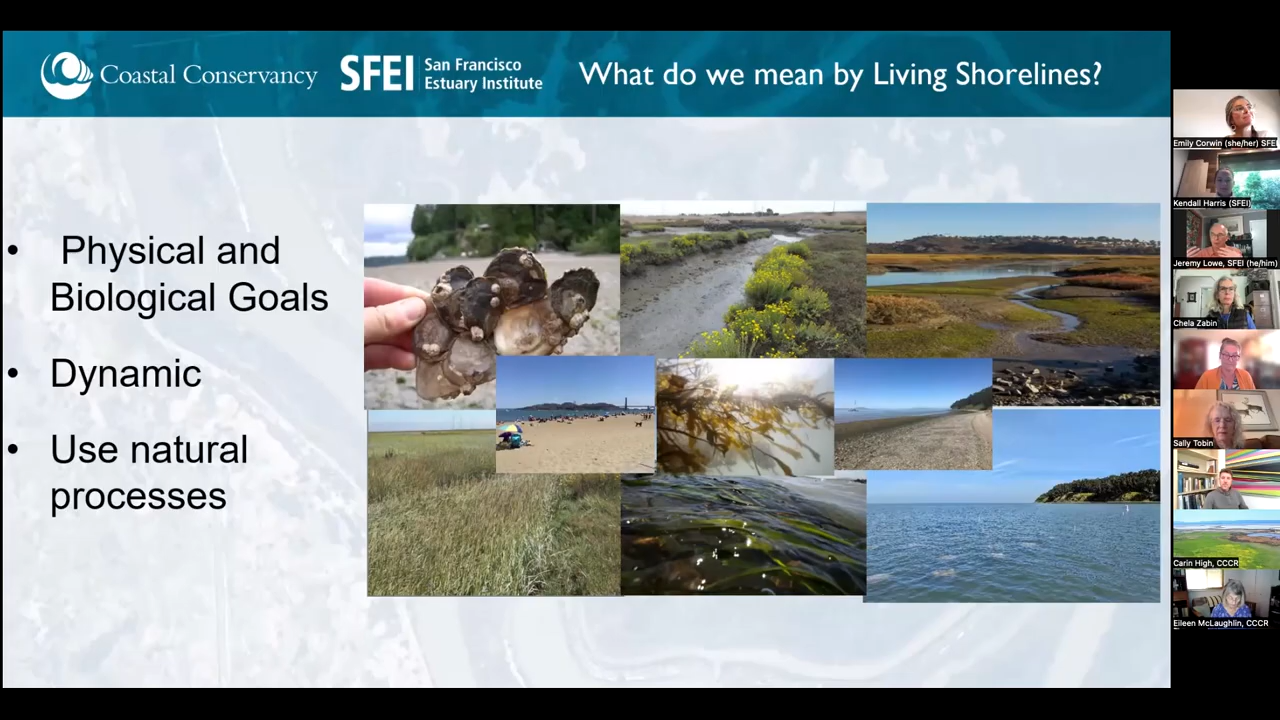 Coastal Conservancy
SFEI
San Francisco
Estuary Institute
What do we mean by Living Shorelines?
• Physical and
Biological Goals
• Dynamic
• Use natural
processes
Emily Corwin (she/her) SFEI
Kendall Harris (SFEI)
Jeremy Lowe, SFEI (he/him)
Chela Zabin
Sally Tobin
Carin High, CCCR
Eileen McLaughlin, CCCR